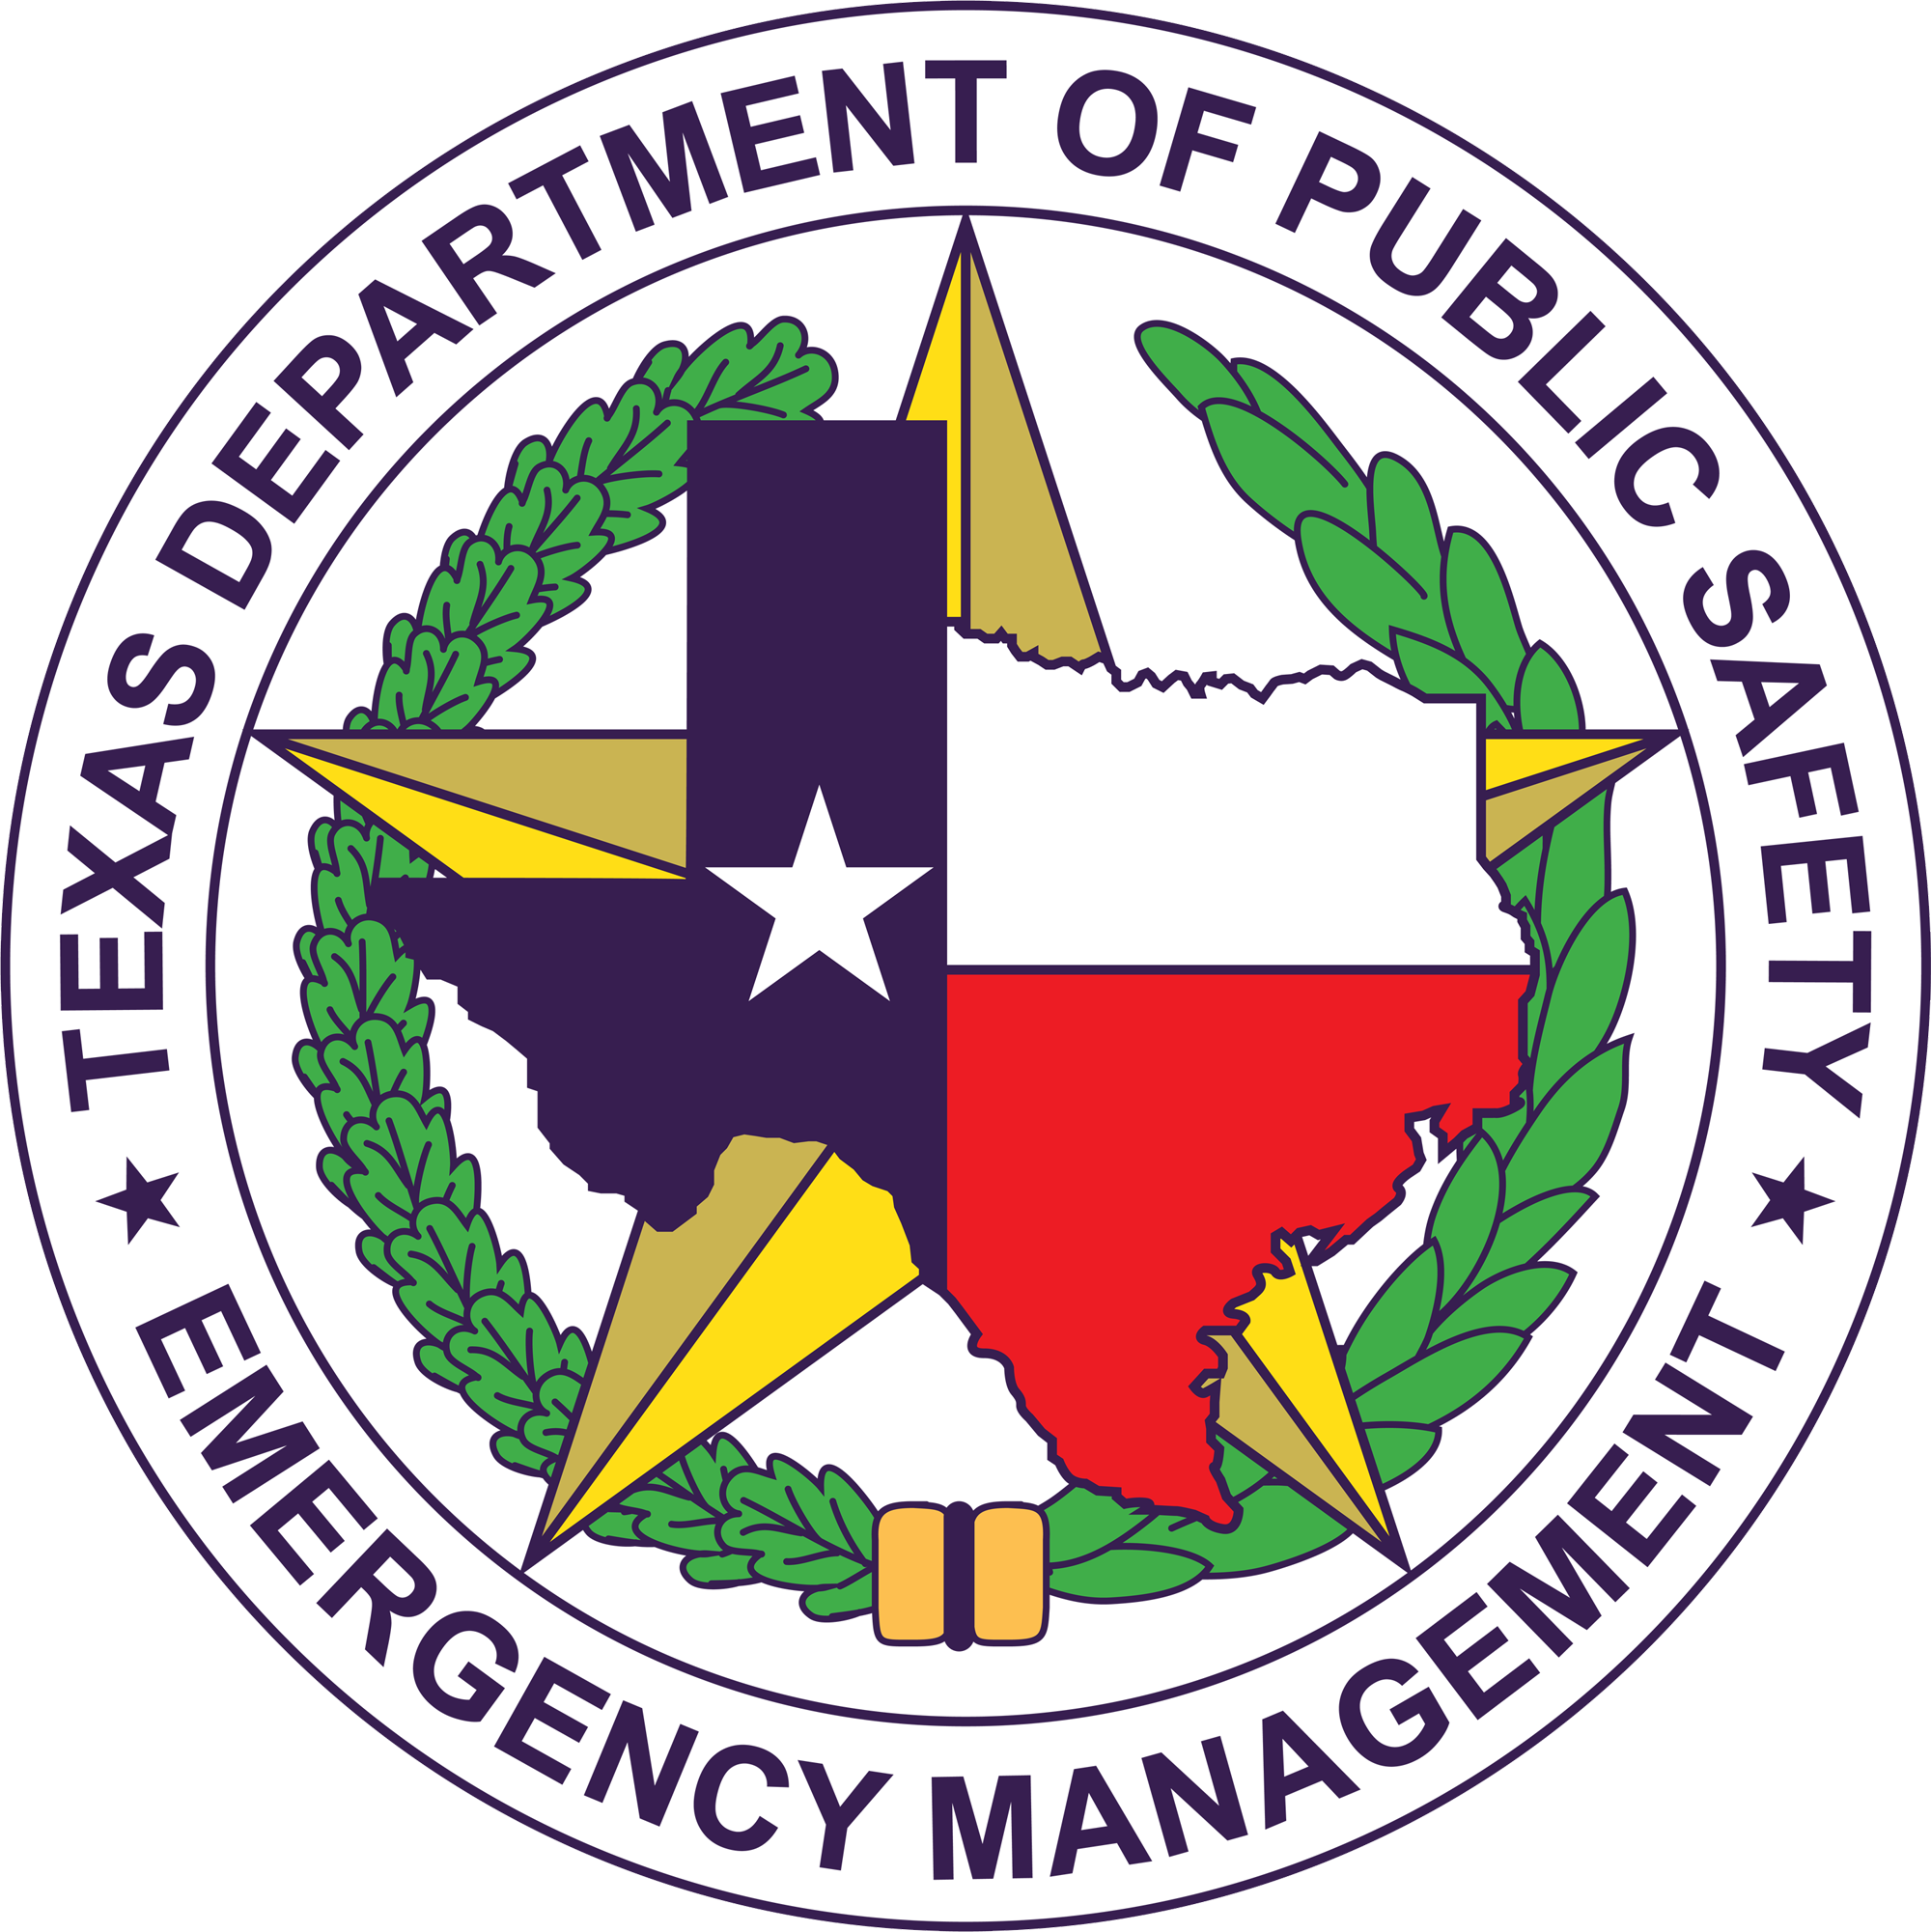 TEXAS DEPARTMENT OF PUBLIC SAFETY
EMERGENCY MANAGEMENT